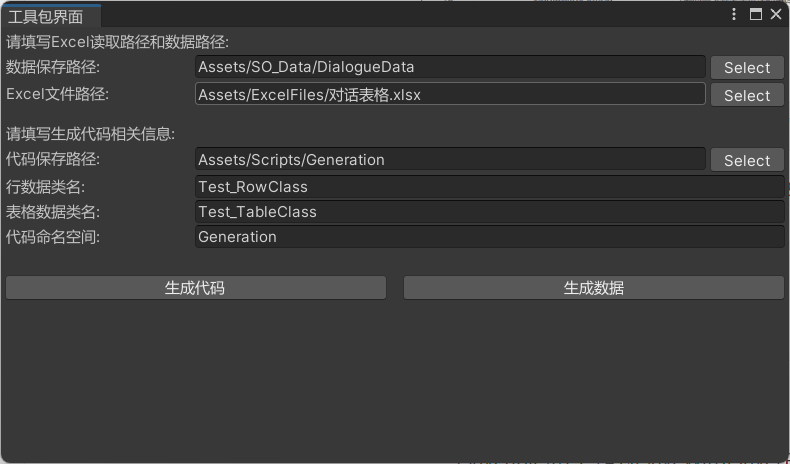 工具包界面
请填写Excel读取路径和数据路径:
数据保存路径: Assets/SO_Data/DialogueData Select
Excel文件路径: Assets/ExcelFiles/对话表格.xlsx Select
请填写生成代码相关信息:
代码保存路径: Assets/Scripts/Generation Select
行数据类名: Test_RowClass
表格数据类名: Test_TableClass
代码命名空间: Generation
生成代码 生成数据